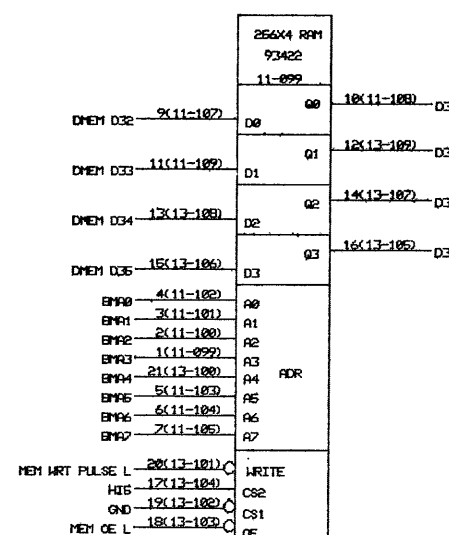 256X4 RAM
93422
11-099
Q0 10(11-108) D3
DMEM D32 9(11-107) D0
Q1 12(13-109) D3
DMEM D33 11(11-109) D1
Q2 14(13-107) D3
DMEM D34 13(13-108) D2
Q3 16(13-105) D3
DMEM D35 15(13-106) D3
BMA0 4(11-102) A0
BMA1 3(11-101) A1
BMA2 2(11-100) A2
BMA3 1(11-099) A3
ADR
BMA4 21(13-100) A4
BMA5 5(11-103) A5
BMA6 6(11-104) A6
BMA7 7(11-105) A7
MEM WRT PULSE L 20(13-101) WRITE
HI5 17(13-104) CS2
GND 19(13-102) CS1
MEM OE L 18(13-103) OE